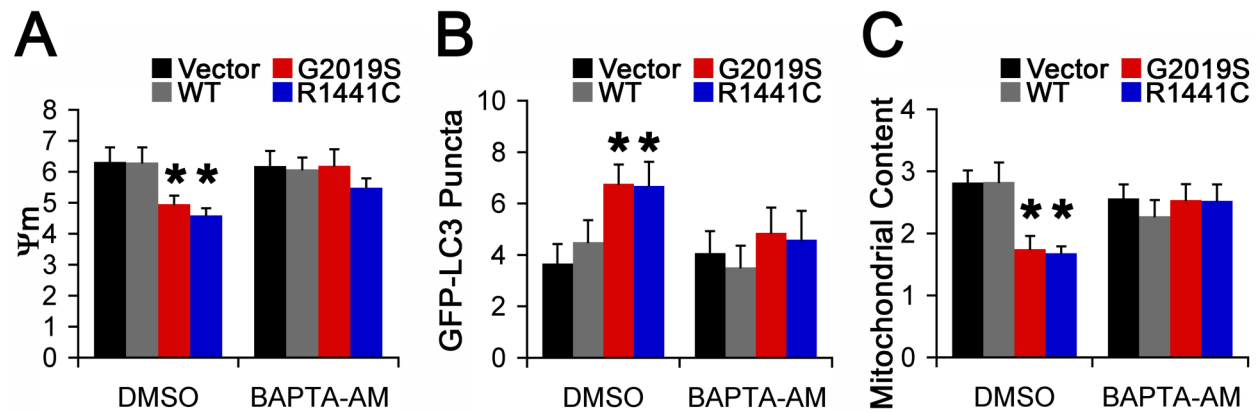 A
Vector G2019S
WT R1441C
Ψm
8
7
6
5
4
3
2
1
0
* *
DMSO BAPTA-AM
B
Vector G2019S
WT R1441C
GFP-LC3 Puncta
10
8
6
4
2
0
* *
DMSO BAPTA-AM
C
Vector G2019S
WT R1441C
Mitochondrial Content
4
3
2
1
0
* *
DMSO BAPTA-AM